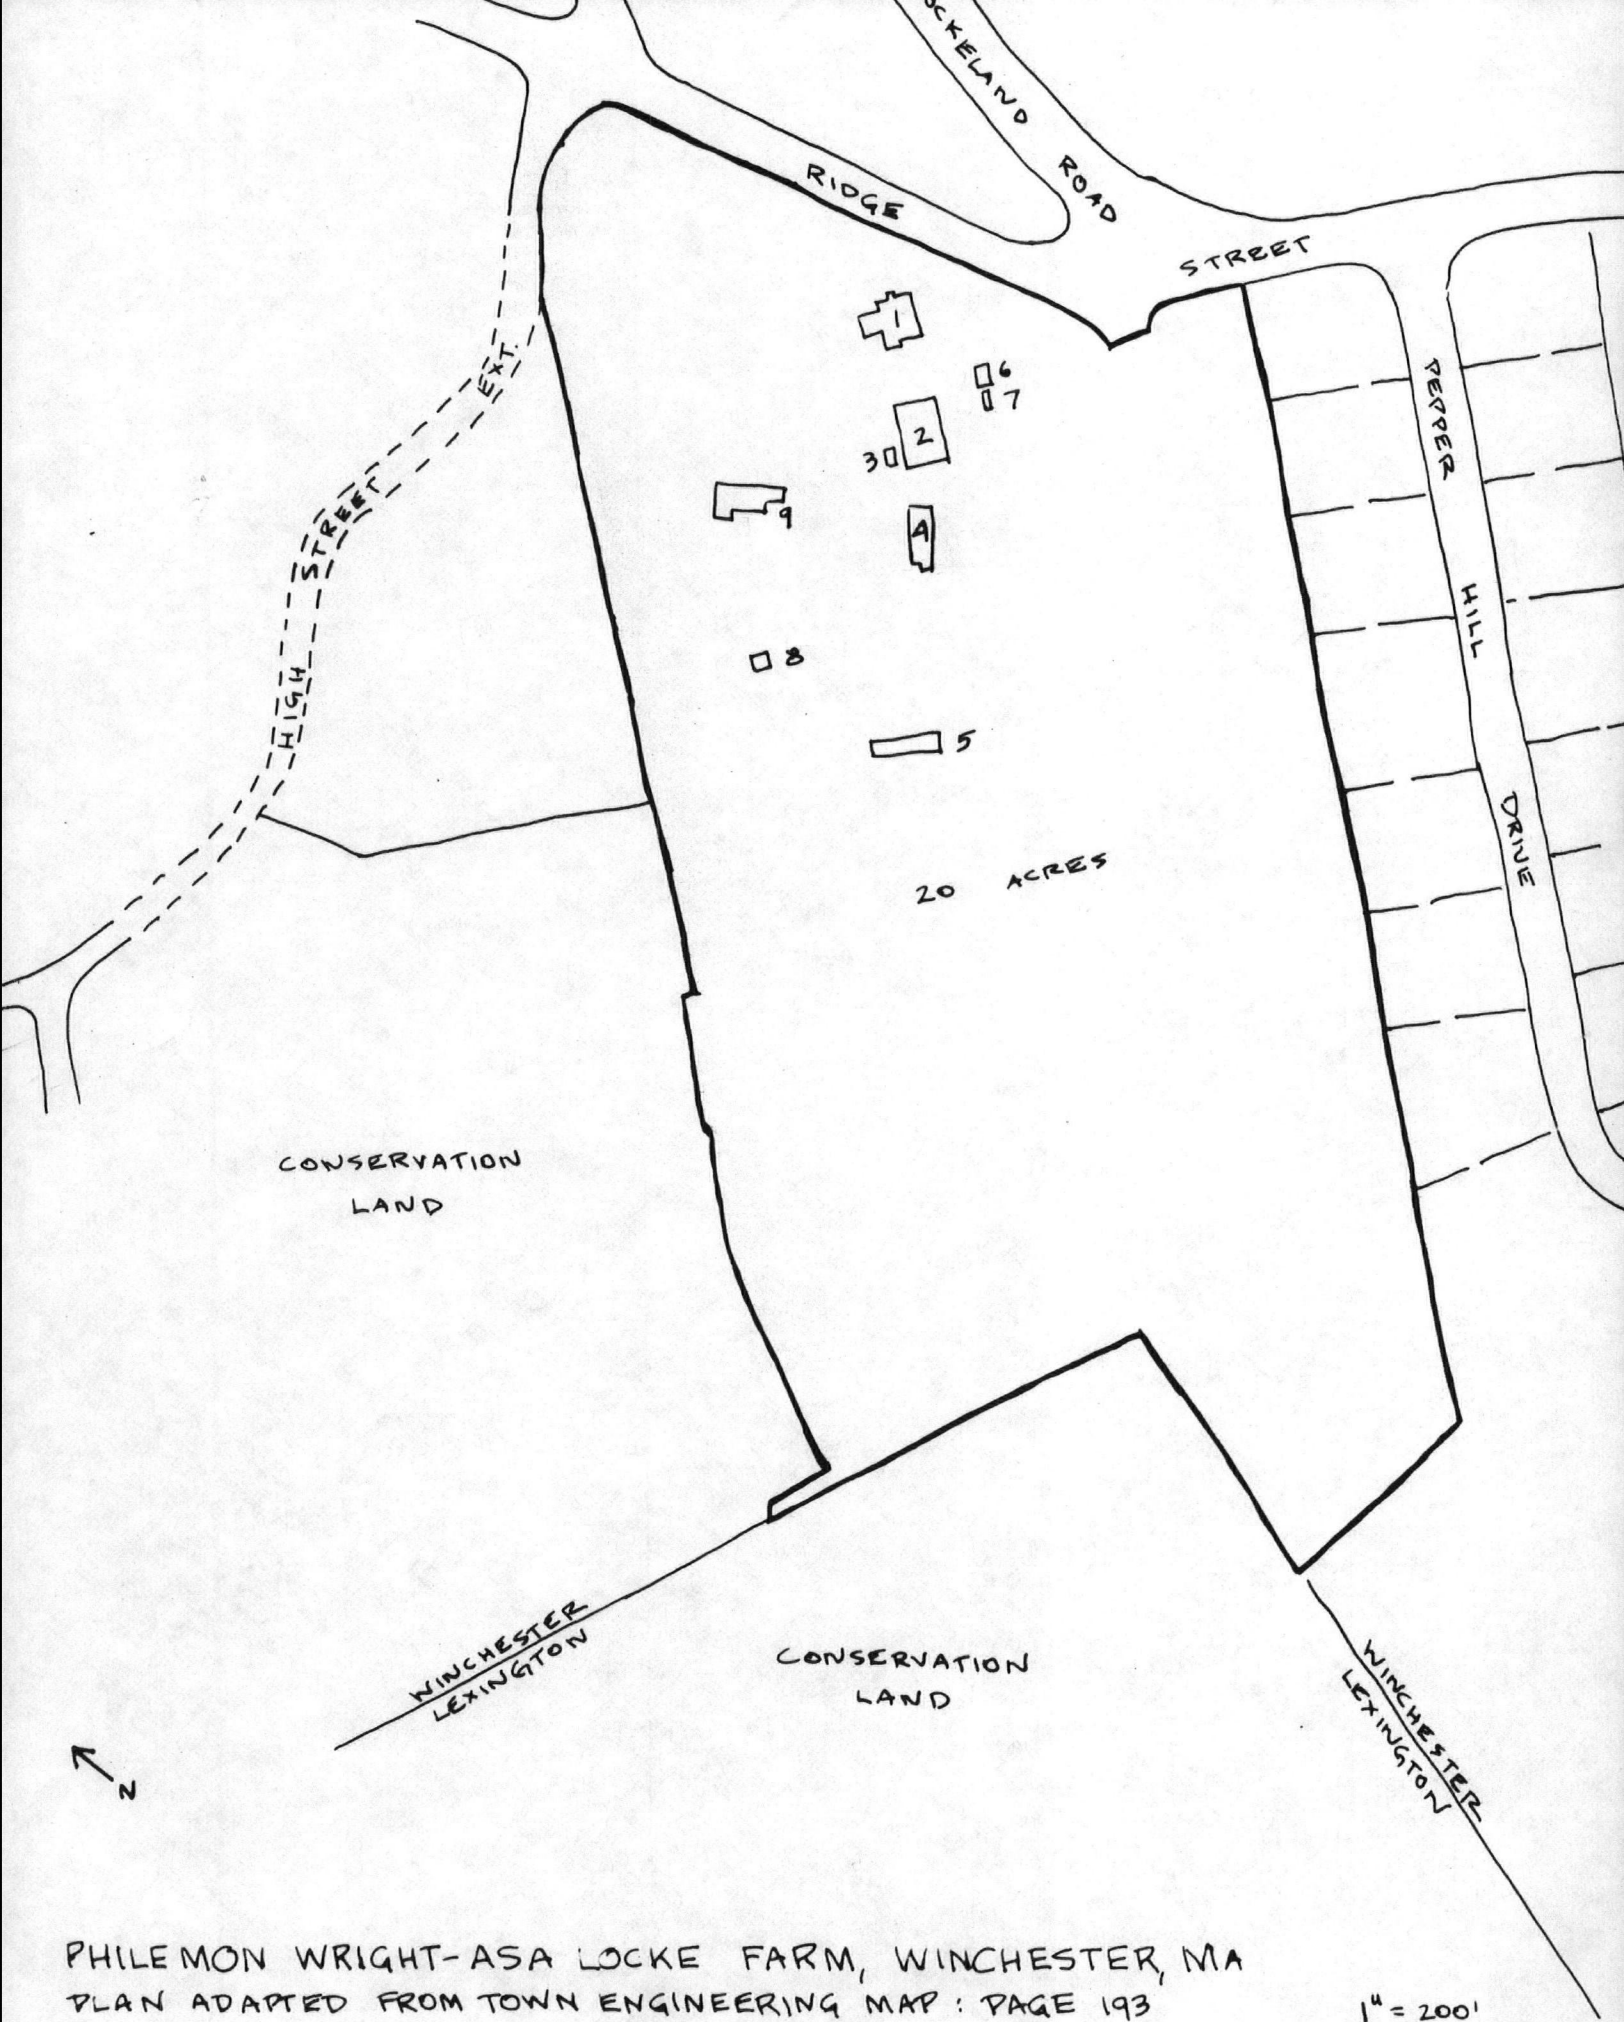 OCKELAND ROAD
RIDGE STREET
1
6
7
2
3
9
4
8
5
20 ACRES
HIGH STREET EXT.
PEPPER HILL DRIVE
CONSERVATION
LAND
WINCHESTER
LEXINGTON
CONSERVATION
LAND
WINCHESTER
LEXINGTON
N
PHILEMON WRIGHT-ASA LOCKE FARM, WINCHESTER, MA
PLAN ADAPTED FROM TOWN ENGINEERING MAP: PAGE 193
1" = 200'